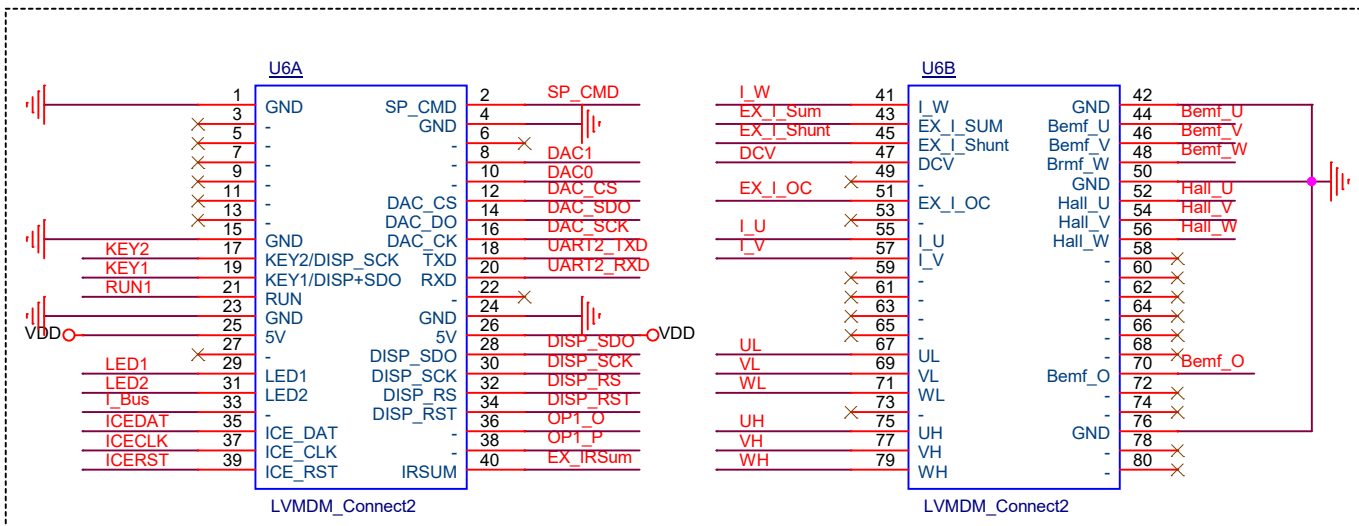 U6A
1 GND SP_CMD 2 SP_CMD
3 - GND 4
5 - - 6
7 - - 8 DAC1
9 - - 10 DAC0
11 - DAC_CS 12 DAC_CS
13 - DAC_DO 14 DAC_SDO
15 GND DAC_CK 16 DAC_SCK
KEY2 17 KEY2/DISP_SCK TXD 18 UART2_TXD
KEY1 19 KEY1/DISP+SDO RXD 20 UART2_RXD
RUN1 21 RUN - 22
23 GND GND 24
VDD 25 5V 5V 26 VDD
27 - DISP_SDO 28 DISP_SDO
LED1 29 LED1 DISP_SCK 30 DISP_SCK
LED2 31 LED2 DISP_RS 32 DISP_RS
I_Bus 33 - DISP_RST 34 DISP_RST
ICEDAT 35 ICE_DAT - 36 OP1_O
ICECLK 37 ICE_CLK - 38 OP1_P
ICERST 39 ICE_RST IRSUM 40 EX_IRSum
LVMDM_Connect2
U6B
I_W 41 I_W GND 42
EX_I_Sum 43 EX_I_SUM Bemf_U 44 Bemf_U
EX_I_Shunt 45 EX_I_Shunt Bemf_V 46 Bemf_V
DCV 47 DCV Brmf_W 48 Bemf_W
49 - GND 50
EX_I_OC 51 EX_I_OC Hall_U 52 Hall_U
53 - Hall_V 54 Hall_V
I_U 55 I_U Hall_W 56 Hall_W
I_V 57 I_V - 58
59 - - 60
61 - - 62
63 - - 64
65 - - 66
UL 67 UL - 68
VL 69 VL Bemf_O 70 Bemf_O
WL 71 WL - 72
73 - - 74
UH 75 UH GND 76
VH 77 VH - 78
WH 79 WH - 80
LVMDM_Connect2